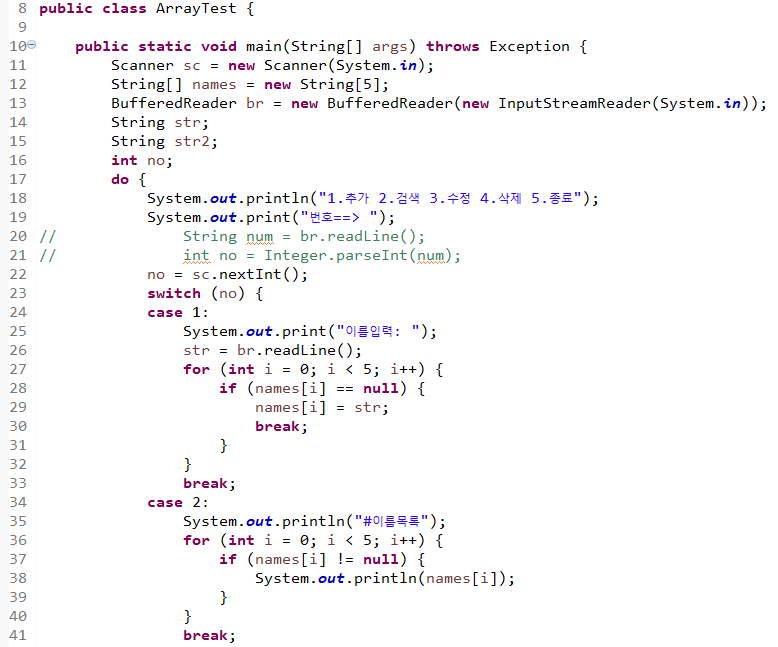 8 public class ArrayTest {
9
10 public static void main(String[] args) throws Exception {
11 Scanner sc = new Scanner(System.in);
12 String[] names = new String[5];
13 BufferedReader br = new BufferedReader(new InputStreamReader(System.in));
14 String str;
15 String str2;
16 int no;
17 do {
18 System.out.println("1.추가 2.검색 3.수정 4.삭제 5.종료");
19 System.out.print("번호==> ");
20 // String num = br.readLine();
21 // int no = Integer.parseInt(num);
22 no = sc.nextInt();
23 switch (no) {
24 case 1:
25 System.out.print("이름입력: ");
26 str = br.readLine();
27 for (int i = 0; i < 5; i++) {
28 if (names[i] == null) {
29 names[i] = str;
30 break;
31 }
32 }
33 break;
34 case 2:
35 System.out.println("#이름목록");
36 for (int i = 0; i < 5; i++) {
37 if (names[i] != null) {
38 System.out.println(names[i]);
39 }
40 }
41 break;